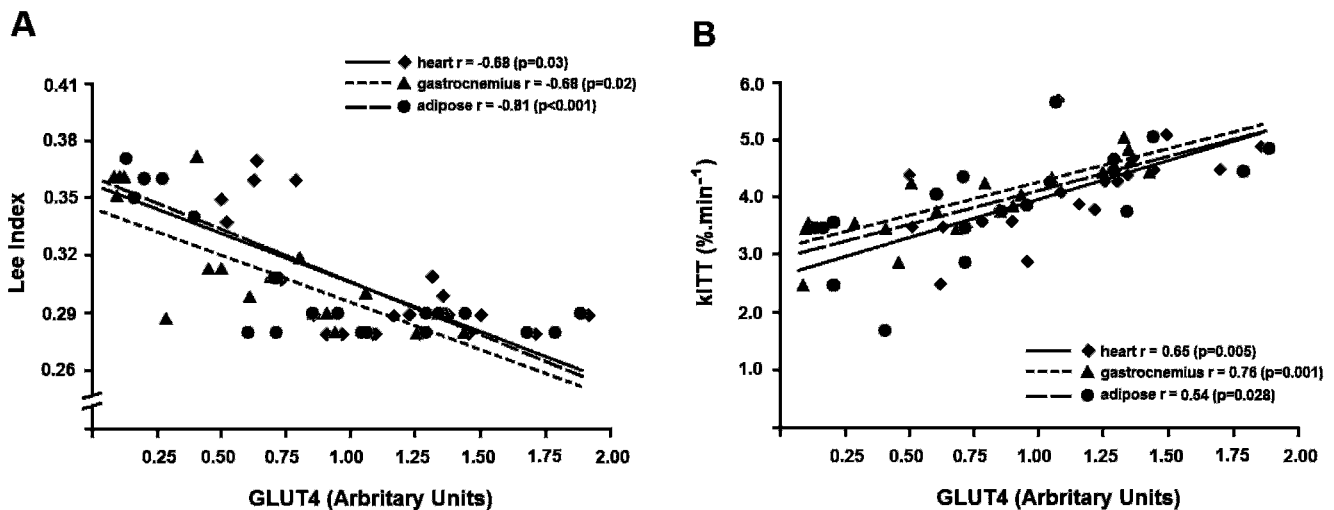 A
heart r = -0.68 (p=0.03)
gastrocnemius r = -0.68 (p=0.02)
adipose r = -0.81 (p<0.001)
0.41
0.38
0.35
0.32
0.29
0.26
Lee Index
0.25 0.50 0.75 1.00 1.25 1.50 1.75 2.00
GLUT4 (Arbritary Units)
B
6.0
5.0
4.0
3.0
2.0
1.0
kITT (%.min⁻¹)
heart r = 0.65 (p=0.005)
gastrocnemius r = 0.76 (p=0.001)
adipose r = 0.54 (p=0.028)
0.25 0.50 0.75 1.00 1.25 1.50 1.75 2.00
GLUT4 (Arbritary Units)